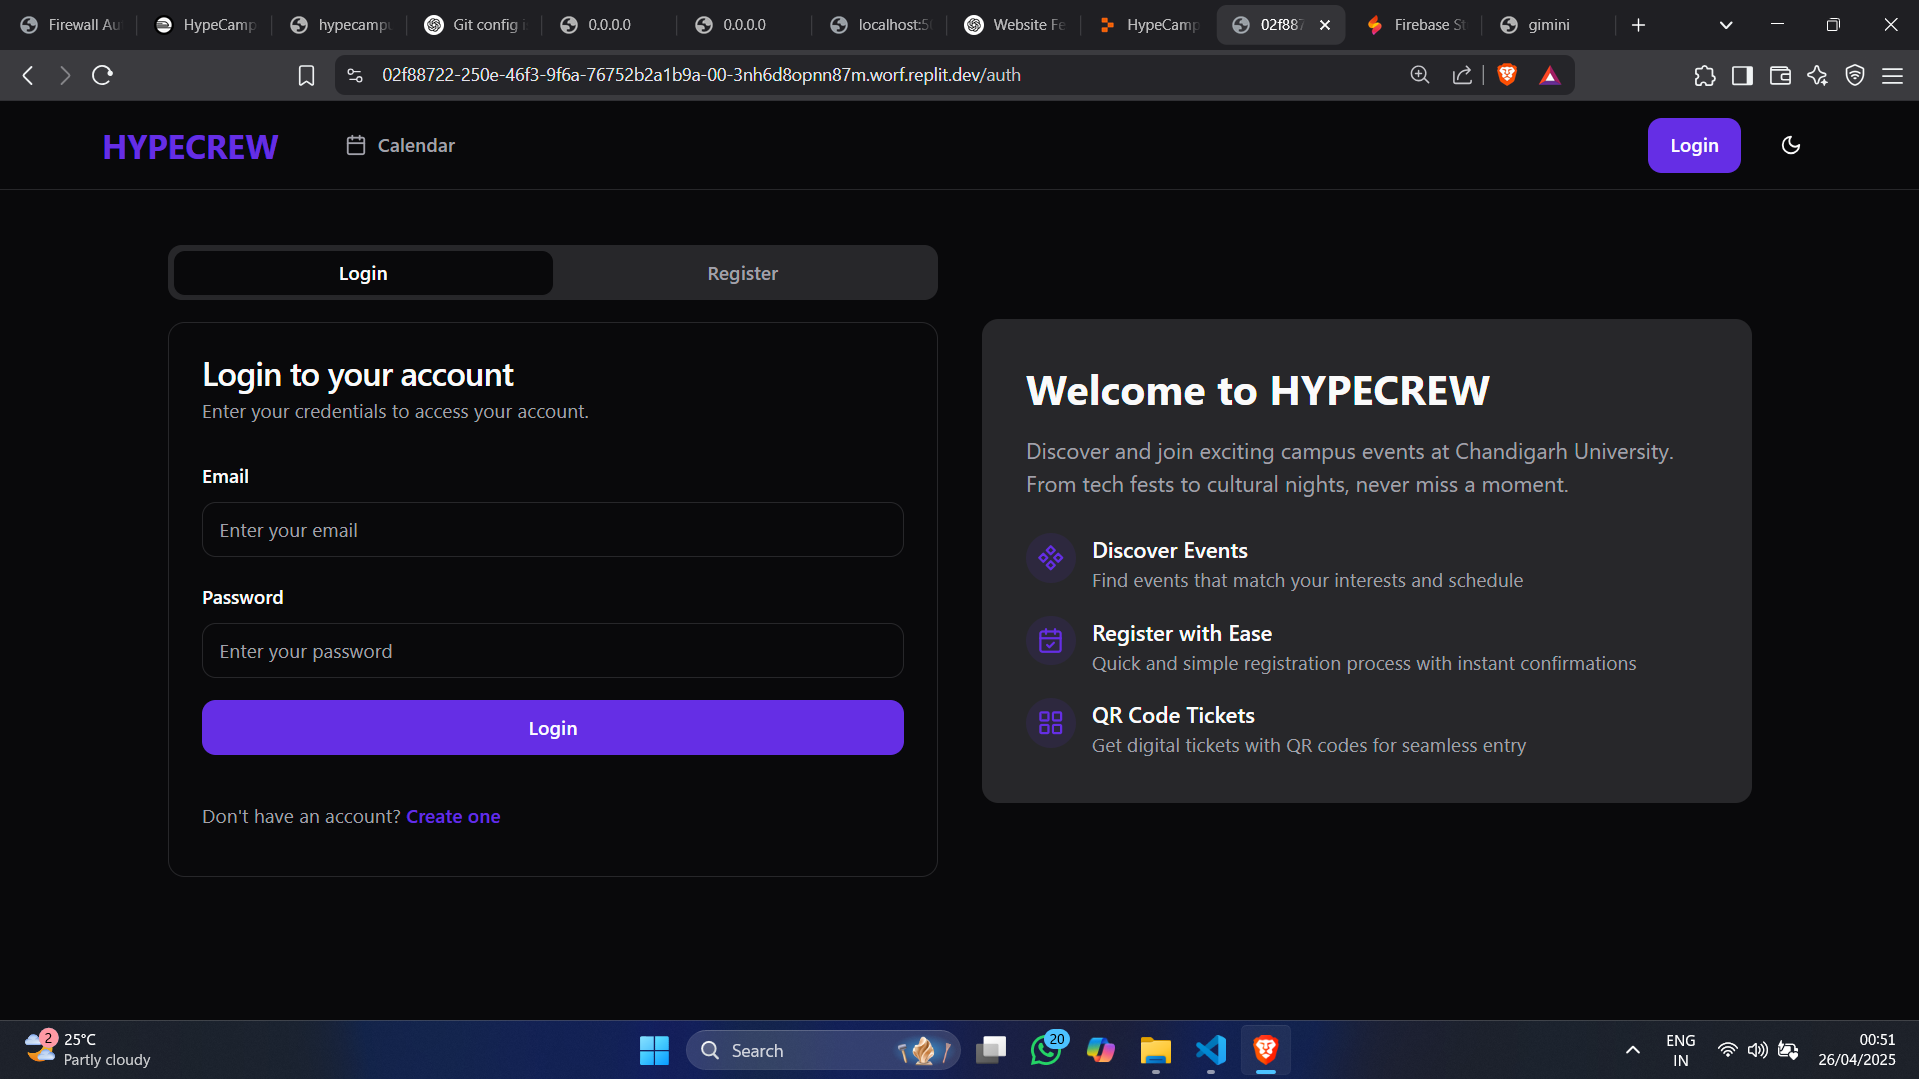 Firewall Au
HypeCamp
hypecampu
Git config i
0.0.0.0
0.0.0.0
localhost:50
Website Fe
HypeCamp
02f887
Firebase St
gimini
02f88722-250e-46f3-9f6a-76752b2a1b9a-00-3nh6d8opnn87m.worf.replit.dev/auth
HYPECREW
Calendar
Login
Login
Register
Login to your account
Enter your credentials to access your account.
Email
Enter your email
Password
Enter your password
Login
Don't have an account? Create one
Welcome to HYPECREW
Discover and join exciting campus events at Chandigarh University.
From tech fests to cultural nights, never miss a moment.
Discover Events
Find events that match your interests and schedule
Register with Ease
Quick and simple registration process with instant confirmations
QR Code Tickets
Get digital tickets with QR codes for seamless entry
2
25°C
Partly cloudy
Search
20
ENG
IN
00:51
26/04/2025